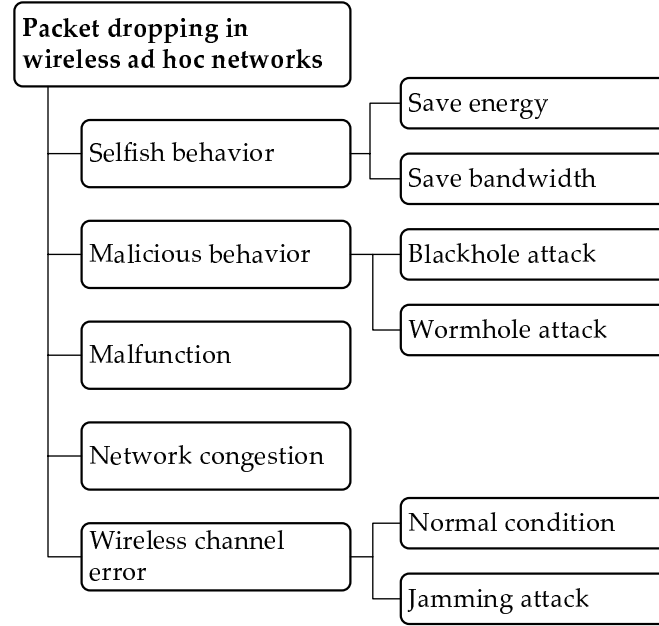 Packet dropping in
wireless ad hoc networks
Selfish behavior
Save energy
Save bandwidth
Malicious behavior
Blackhole attack
Wormhole attack
Malfunction
Network congestion
Wireless channel
error
Normal condition
Jamming attack